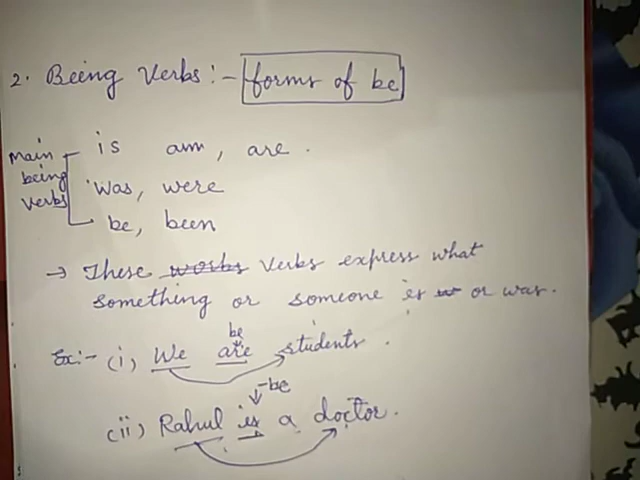 2. Being Verbs :- forms of be
Main being verbs
is am, are.
was, were
be, been
→ These works verbs express what
something or someone is or was.
be
Ex:- (i) We are students.
-be
(ii) Rahul is a doctor.